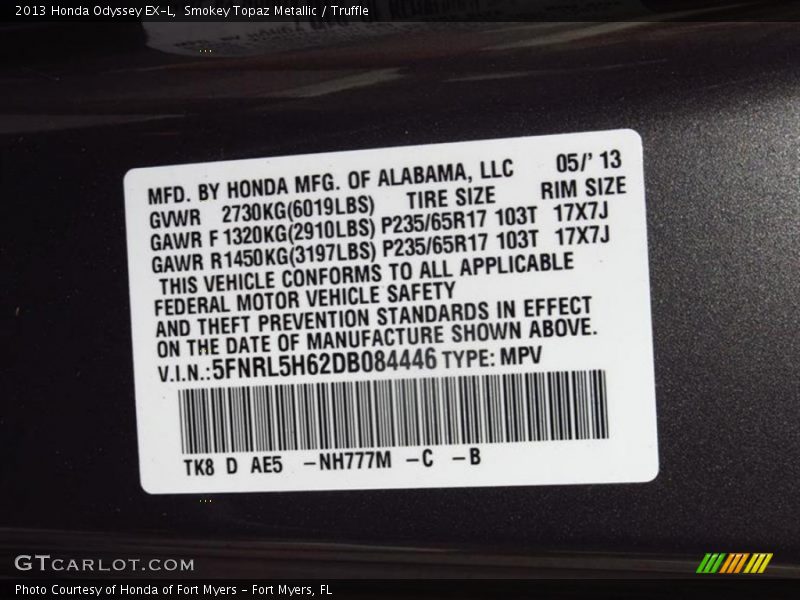 2013 Honda Odyssey EX-L, Smokey Topaz Metallic / Truffle
MFD. BY HONDA MFG. OF ALABAMA, LLC 05/' 13
GVWR 2730KG(6019LBS) TIRE SIZE RIM SIZE
GAWR F 1320KG(2910LBS) P235/65R17 103T 17X7J
GAWR R1450KG(3197LBS) P235/65R17 103T 17X7J
THIS VEHICLE CONFORMS TO ALL APPLICABLE
FEDERAL MOTOR VEHICLE SAFETY
AND THEFT PREVENTION STANDARDS IN EFFECT
ON THE DATE OF MANUFACTURE SHOWN ABOVE.
V.I.N.:5FNRL5H62DB084446 TYPE: MPV
TK8 D AE5 -NH777M -C -B
GTCARLOT.COM
Photo Courtesy of Honda of Fort Myers - Fort Myers, FL